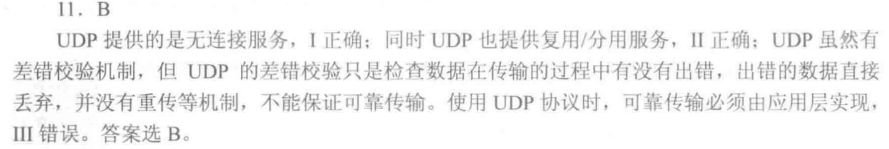 11. B
UDP 提供的是无连接服务，I 正确；同时 UDP 也提供复用/分用服务，II 正确；UDP 虽然有
差错校验机制，但 UDP 的差错校验只是检查数据在传输的过程中有没有出错，出错的数据直接
丢弃，并没有重传等机制，不能保证可靠传输。使用 UDP 协议时，可靠传输必须由应用层实现，
III 错误。答案选 B。